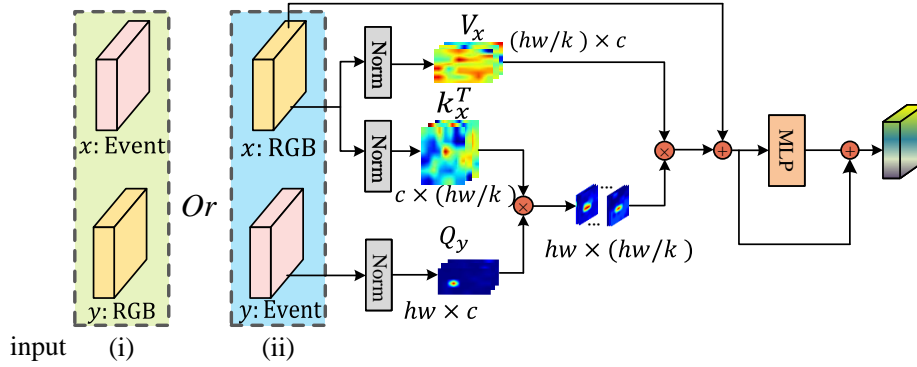 x: Event
y: RGB
Or
x: RGB
y: Event
input
(i)
(ii)
Norm
V_x
(hw/k) × c
Norm
k_x^T
c × (hw/k)
Norm
Q_y
hw × c
×
...
...
hw × (hw/k)
×
+
MLP
+